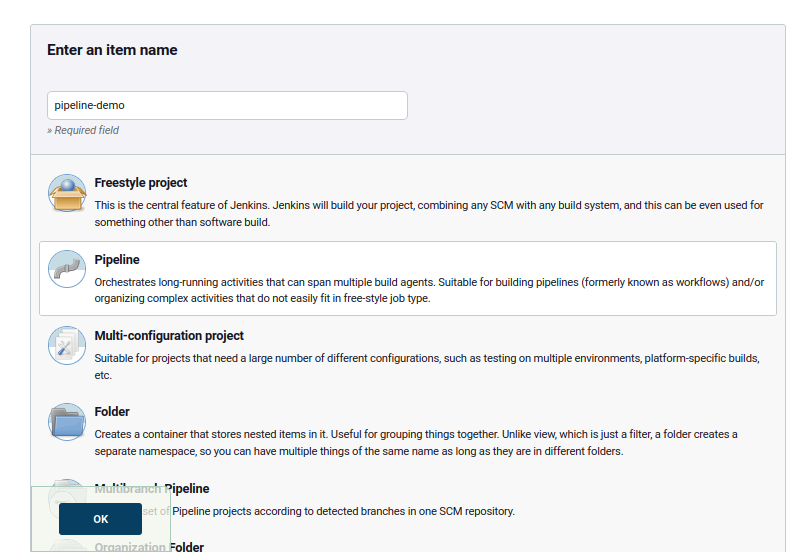 Enter an item name
pipeline-demo
» Required field
Freestyle project
This is the central feature of Jenkins. Jenkins will build your project, combining any SCM with any build system, and this can be even used for
something other than software build.
Pipeline
Orchestrates long-running activities that can span multiple build agents. Suitable for building pipelines (formerly known as workflows) and/or
organizing complex activities that do not easily fit in free-style job type.
Multi-configuration project
Suitable for projects that need a large number of different configurations, such as testing on multiple environments, platform-specific builds,
etc.
Folder
Creates a container that stores nested items in it. Useful for grouping things together. Unlike view, which is just a filter, a folder creates a
separate namespace, so you can have multiple things of the same name as long as they are in different folders.
Multibranch Pipeline
set of Pipeline projects according to detected branches in one SCM repository.
OK
Organization Folder